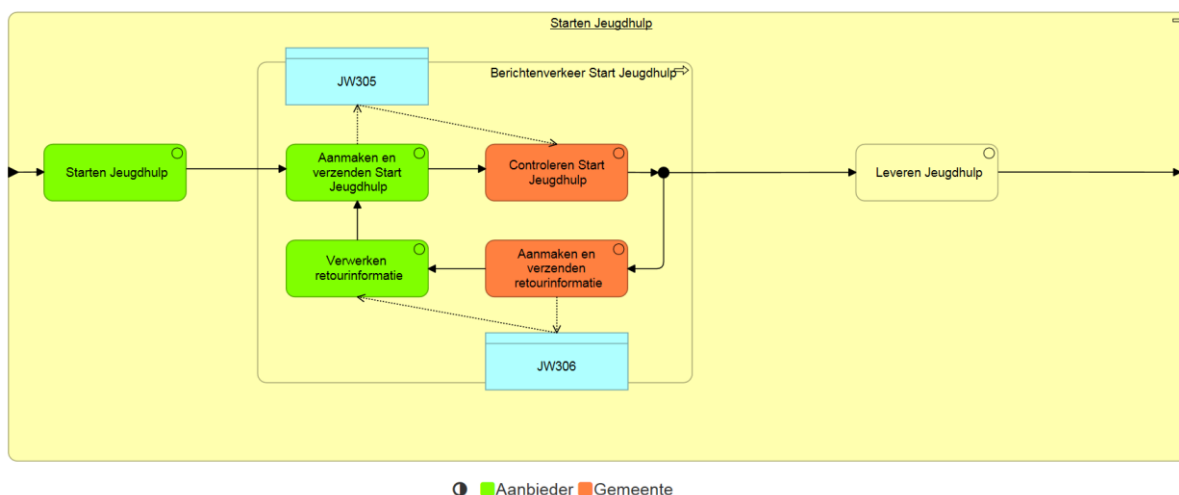 Starten Jeugdhulp
JW305
Berichtenverkeer Start Jeugdhulp
Starten Jeugdhulp
Aanmaken en
verzenden Start
Jeugdhulp
Controleren Start
Jeugdhulp
Leveren Jeugdhulp
Verwerken
retourinformatie
Aanmaken en
verzenden
retourinformatie
JW306
Aanbieder Gemeente